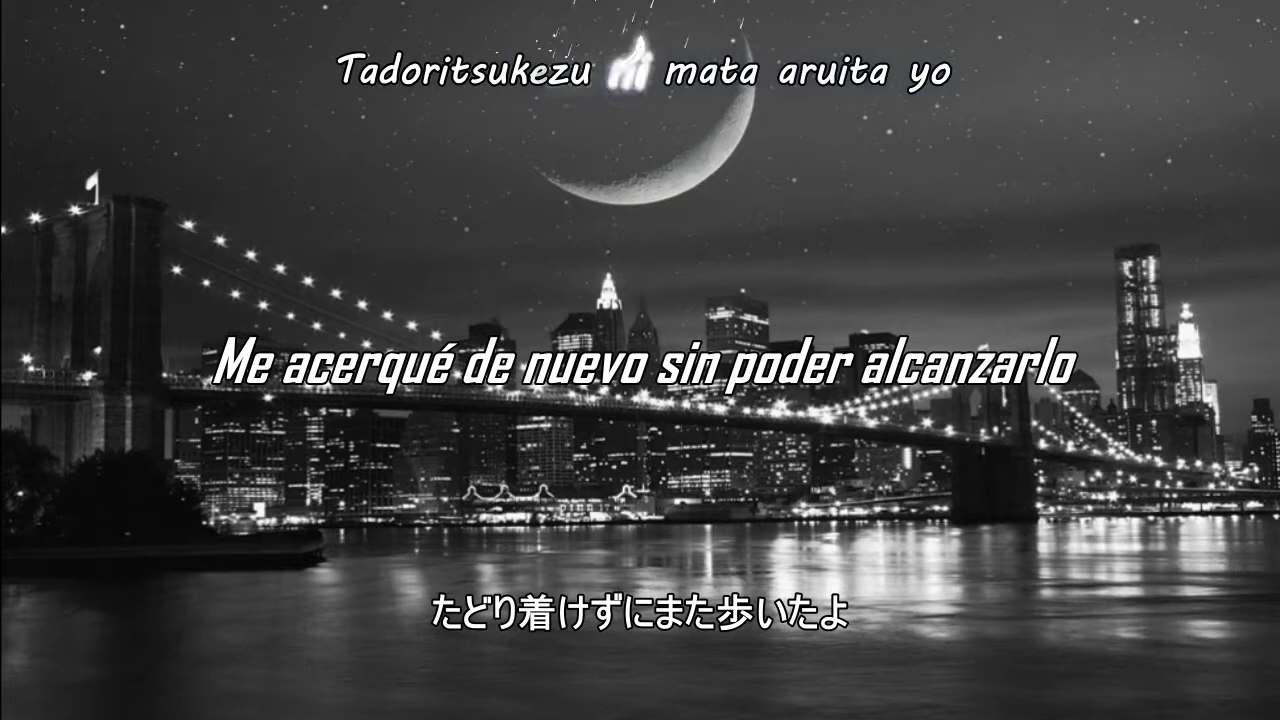 Tadoritsukezu ni mata aruita yo
Me acerqué de nuevo sin poder alcanzarlo
たどり着けずにまた歩いたよ